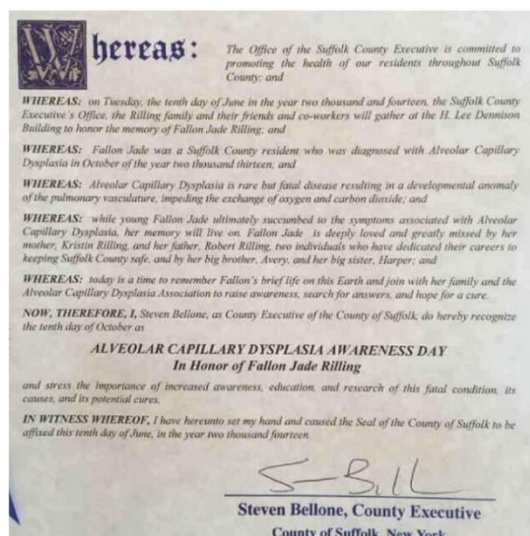 Whereas: The Office of the Suffolk County Executive is committed to
promoting the health of our residents throughout Suffolk
County; and
WHEREAS: on Tuesday, the tenth day of June in the year two thousand and fourteen, the Suffolk County
Executive's Office, the Rilling family and their friends and co-workers will gather at the H. Lee Dennison
Building to honor the memory of Fallon Jade Rilling; and
WHEREAS: Fallon Jade was a Suffolk County resident who was diagnosed with Alveolar Capillary
Dysplasia in October of the year two thousand thirteen; and
WHEREAS: Alveolar Capillary Dysplasia is rare but fatal disease resulting in a developmental anomaly
of the pulmonary vasculature, impeding the exchange of oxygen and carbon dioxide; and
WHEREAS: while young Fallon Jade ultimately succumbed to the symptoms associated with Alveolar
Capillary Dysplasia, her memory will live on. Fallon Jade is deeply loved and greatly missed by her
mother, Kristin Rilling, and her father, Robert Rilling, two individuals who have dedicated their careers to
keeping Suffolk County safe, and by her big brother, Avery, and her big sister, Harper; and
WHEREAS: today is a time to remember Fallon's brief life on this Earth and join with her family and the
Alveolar Capillary Dysplasia Association to raise awareness, search for answers, and hope for a cure.
NOW, THEREFORE, I, Steven Bellone, as County Executive of the County of Suffolk, do hereby recognize
the tenth day of October as
ALVEOLAR CAPILLARY DYSPLASIA AWARENESS DAY
In Honor of Fallon Jade Rilling
and stress the importance of increased awareness, education, and research of this fatal condition, its
causes, and its potential cures.
IN WITNESS WHEREOF, I have hereunto set my hand and caused the Seal of the County of Suffolk to be
affixed this tenth day of June, in the year two thousand fourteen.
Steven Bellone, County Executive
County of Suffolk, New York